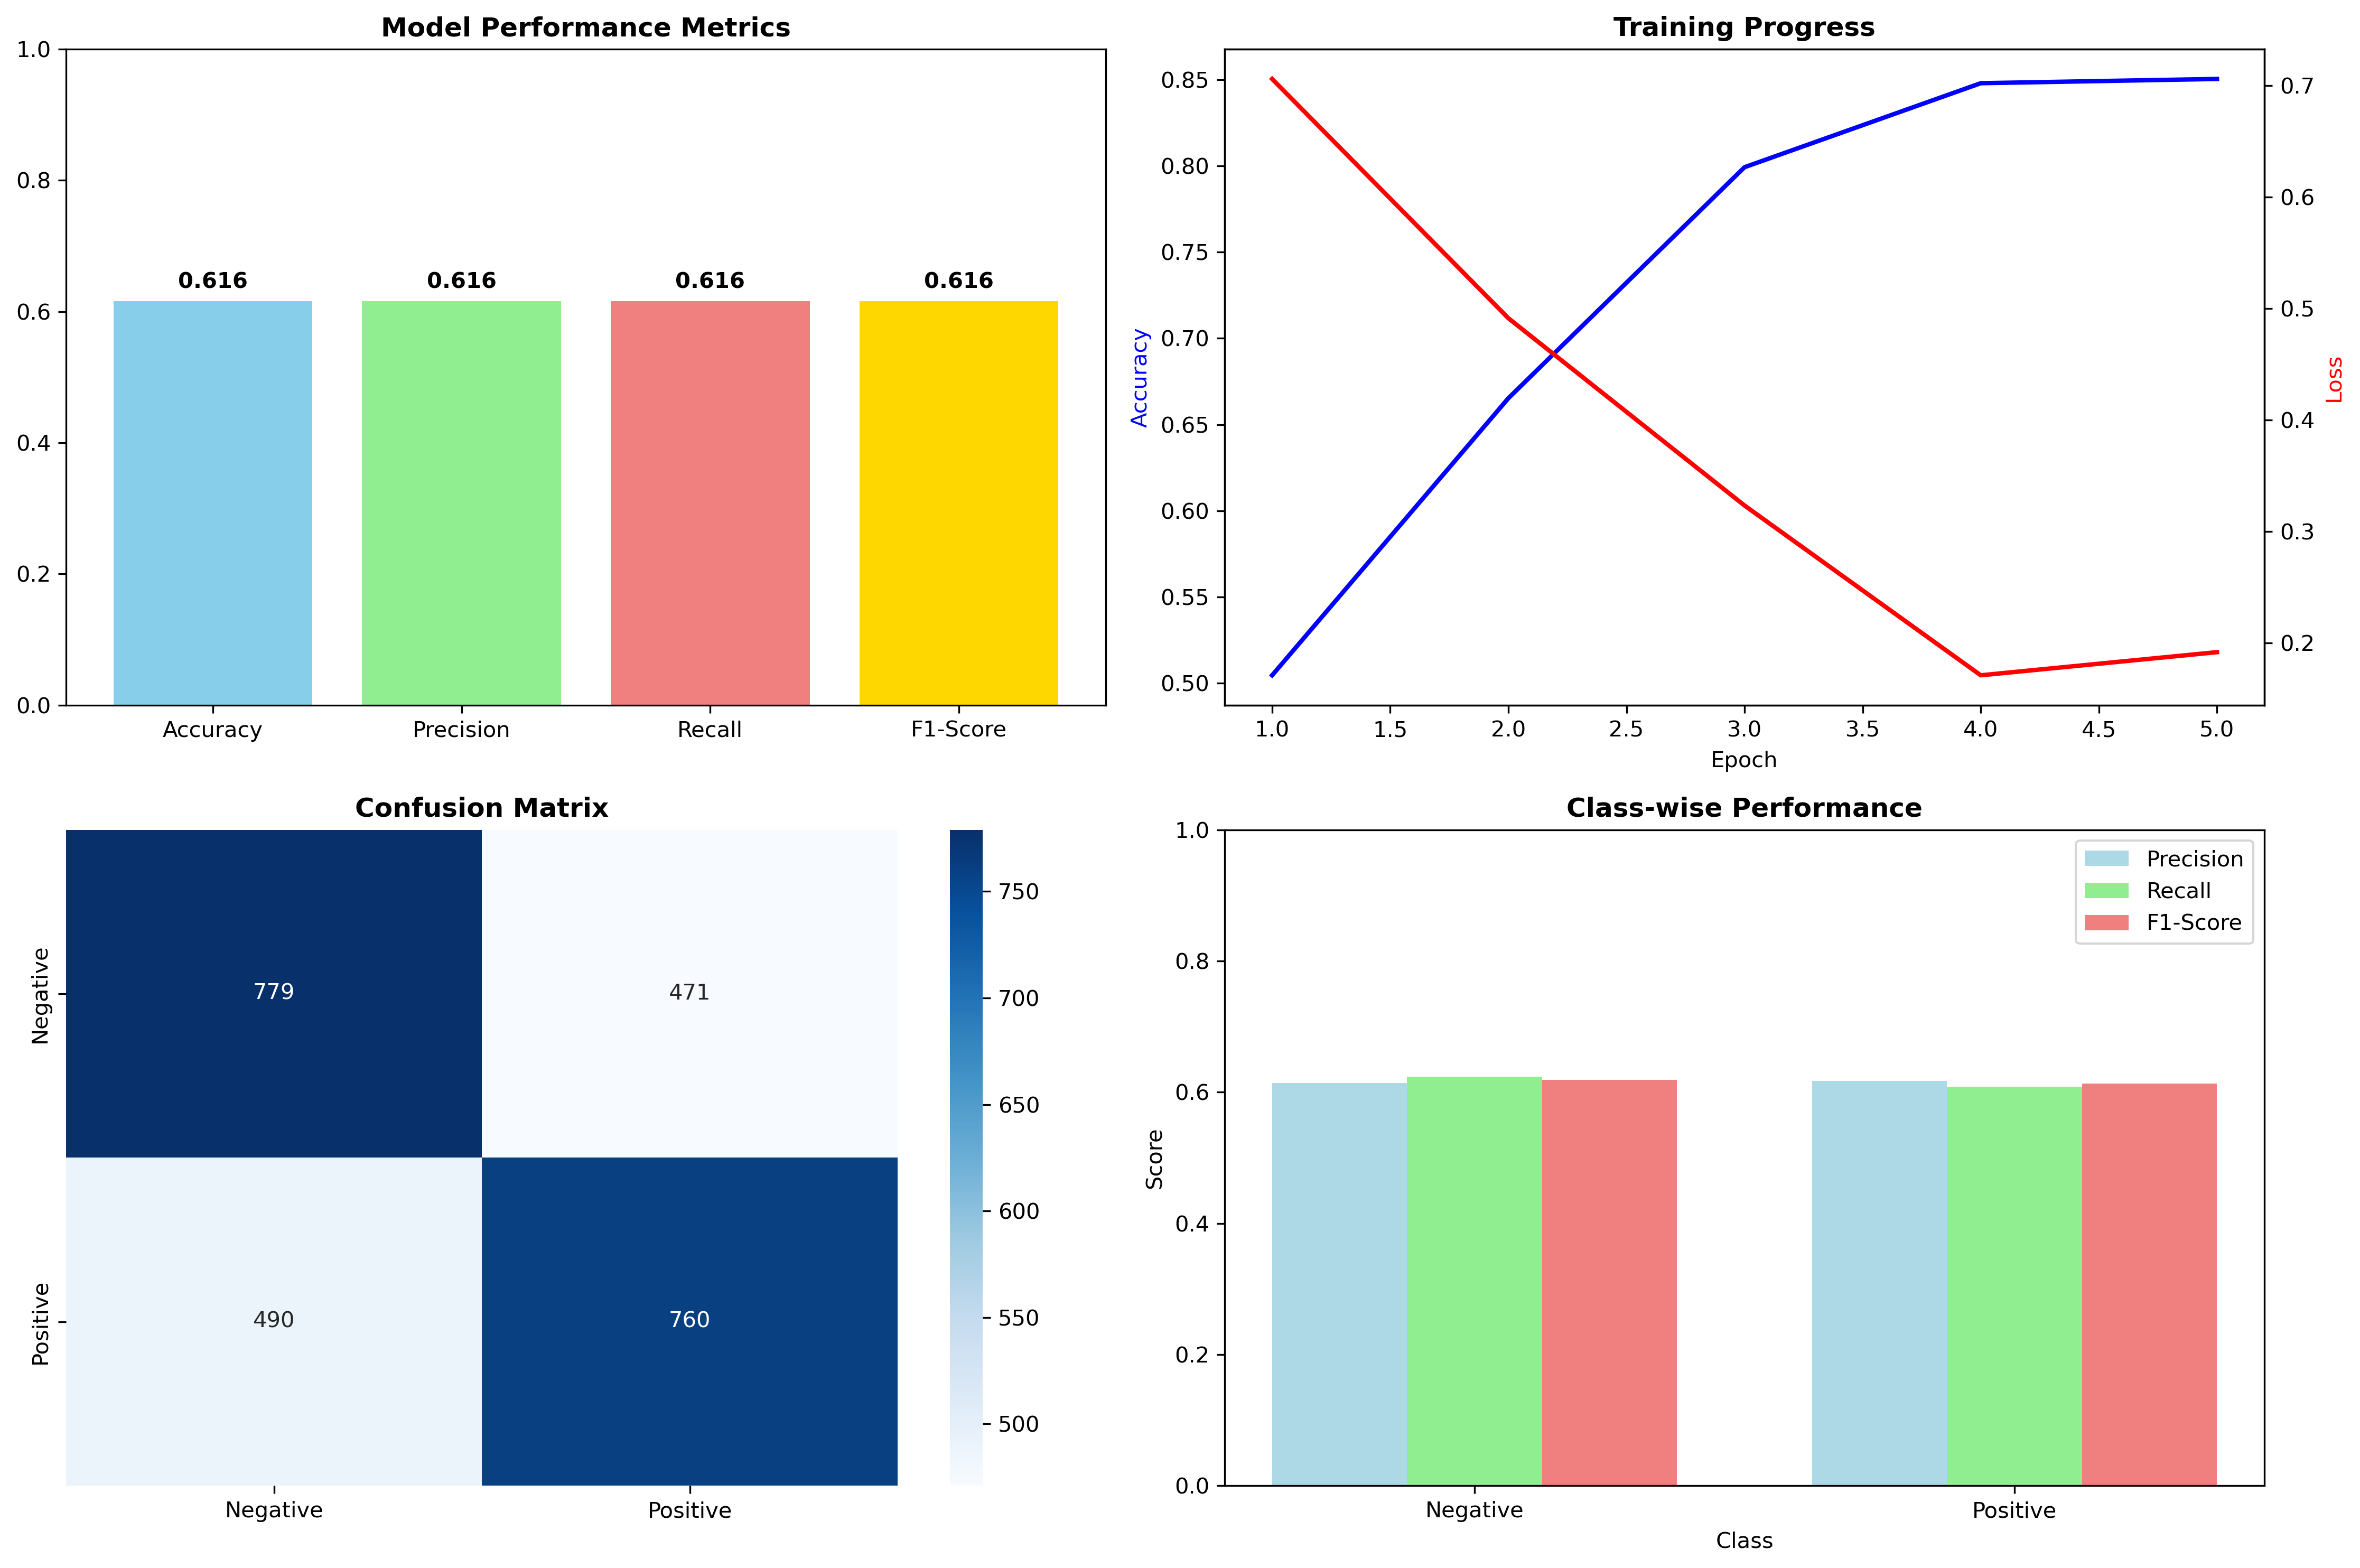 Model Performance Metrics
1.0
0.8
0.6
0.4
0.2
0.0
0.616
0.616
0.616
0.616
Accuracy
Precision
Recall
F1-Score
Training Progress
Accuracy
0.85
0.80
0.75
0.70
0.65
0.60
0.55
0.50
0.7
0.6
0.5
0.4
0.3
0.2
Loss
1.0
1.5
2.0
2.5
3.0
3.5
4.0
4.5
5.0
Epoch
Confusion Matrix
Negative
Positive
779
471
490
760
Negative
Positive
750
700
650
600
550
500
Class-wise Performance
Score
1.0
0.8
0.6
0.4
0.2
0.0
Precision
Recall
F1-Score
Negative
Positive
Class